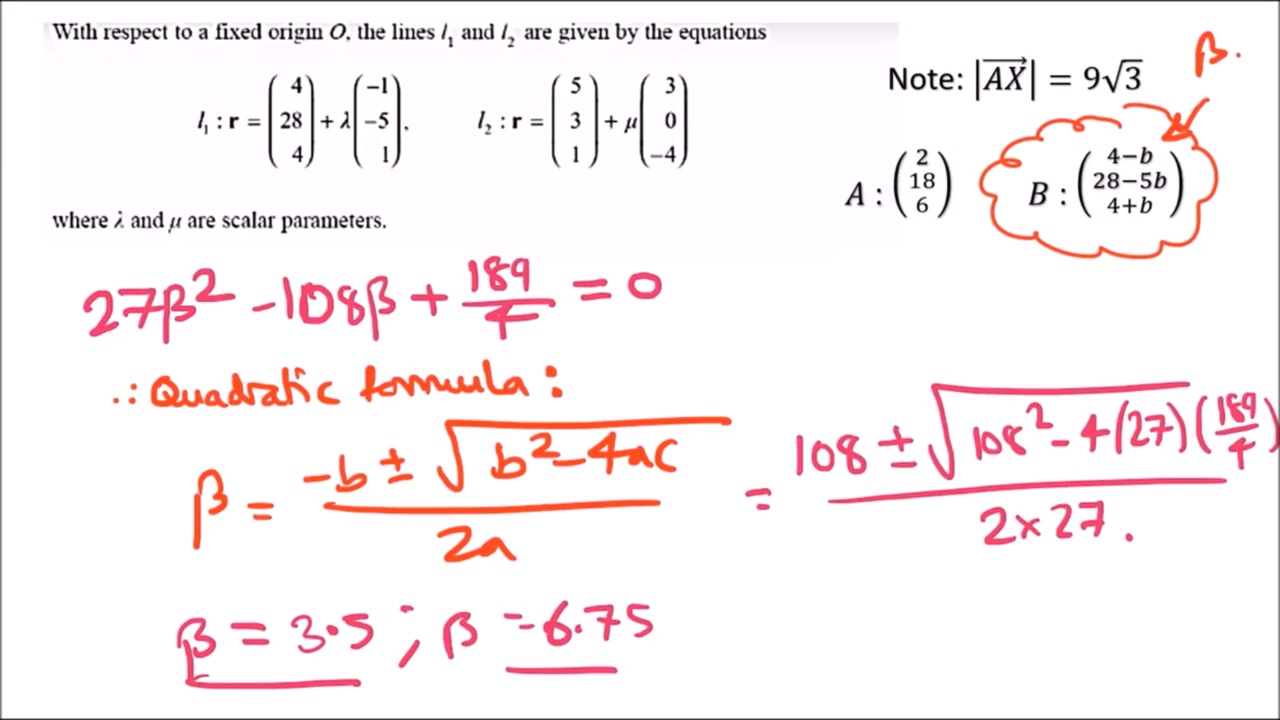 With respect to a fixed origin O, the lines l₁ and l₂ are given by the equations
l₁ : r = (4 28 4) + λ(−1 −5 1), l₂ : r = (5 3 1) + μ(3 0 −4)
where λ and μ are scalar parameters.
Note: |AX| = 9√3
β.
A : (2 18 6) B : (4−b 28−5b 4+b)
27β² - 108β + 189/4 = 0
∴ Quadratic formula:
β = -b ± √b² - 4ac / 2a = 108 ± √108² - 4(27)(189/4) / 2×27.
β = 3.5 ; β = 6.75